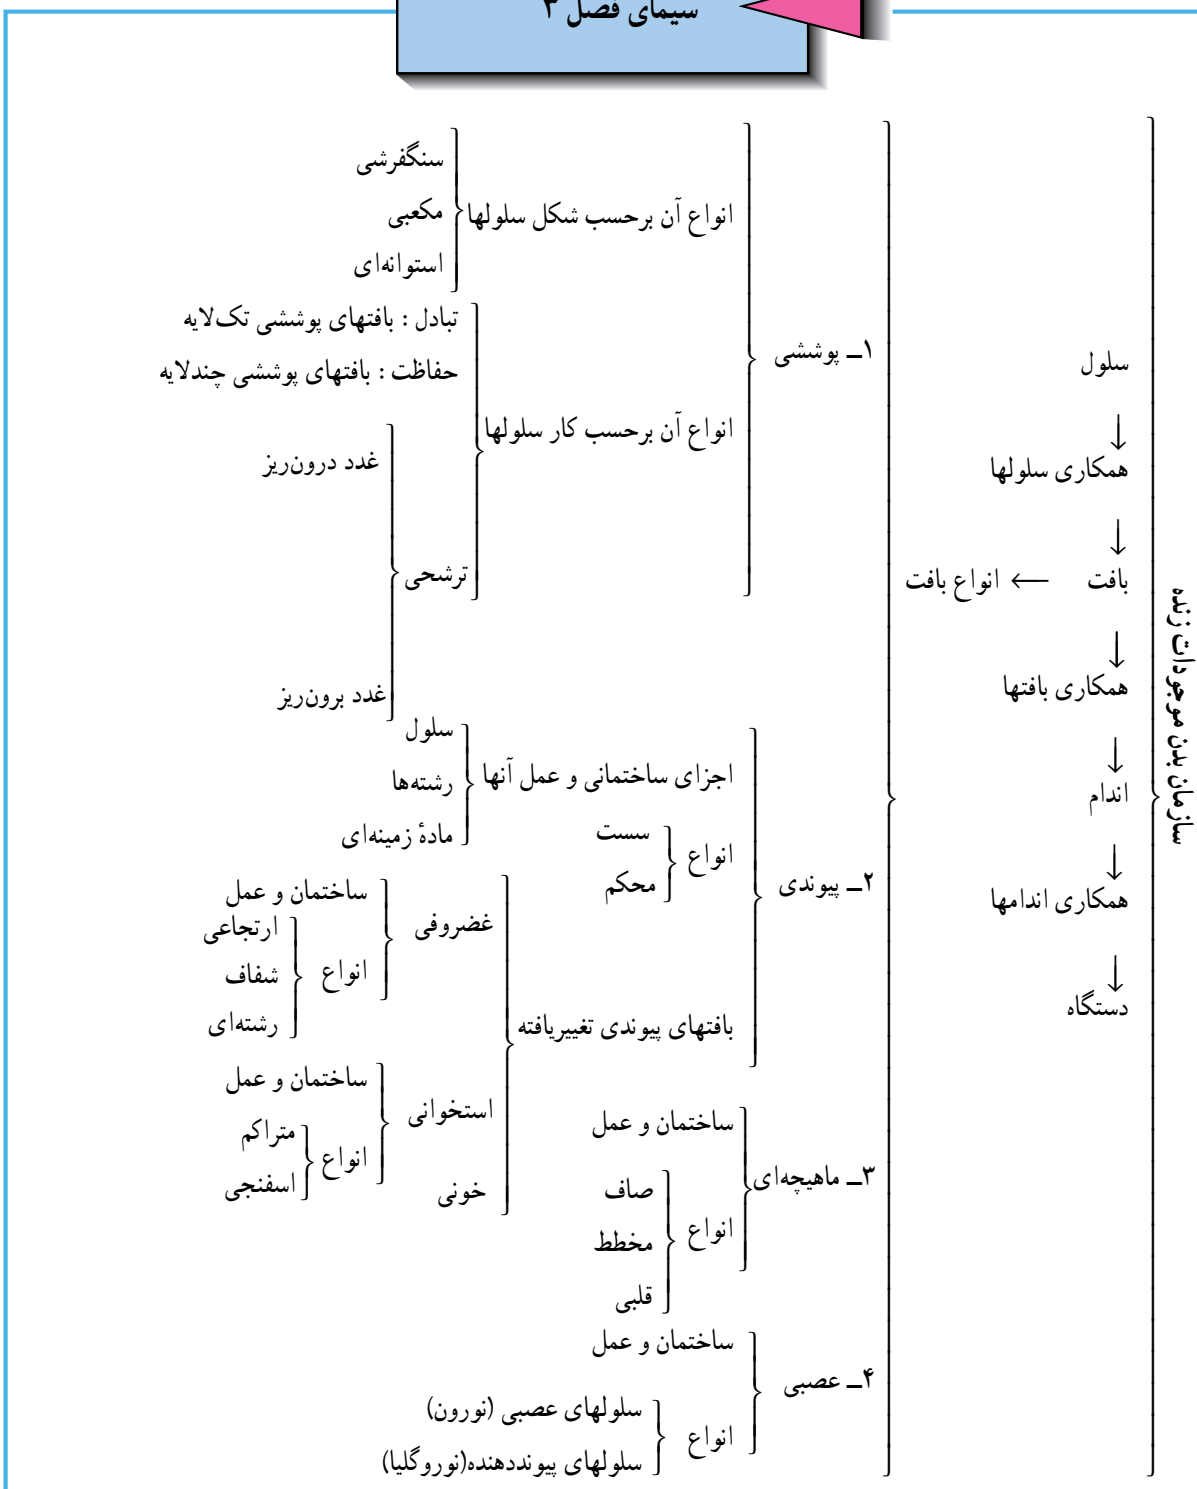 سیمای فصل ۳
سازمان بدن موجودات زنده
سلول
↓
همکاری سلولها
↓
بافت ← انواع بافت
↓
همکاری بافتها
↓
اندام
↓
همکاری اندامها
↓
دستگاه
۱ــ پوششی
انواع آن برحسب شکل سلولها
سنگفرشی
مکعبی
استوانه‌ای
انواع آن برحسب کار سلولها
تبادل : بافتهای پوششی تک‌لایه
حفاظت : بافتهای پوششی چندلایه
ترشحی
غدد درون‌ریز
غدد برون‌ریز
۲ــ پیوندی
اجزای ساختمانی و عمل آنها
سلول
رشته‌ها
مادهٔ زمینه‌ای
انواع
سست
محکم
بافتهای پیوندی تغییریافته
غضروفی
ساختمان و عمل
انواع
ارتجاعی
شفاف
رشته‌ای
استخوانی
ساختمان و عمل
انواع
متراکم
اسفنجی
خونی
۳ــ ماهیچه‌ای
ساختمان و عمل
انواع
صاف
مخطط
قلبی
۴ــ عصبی
ساختمان و عمل
انواع
سلولهای عصبی (نورون)
سلولهای پیونددهنده(نوروگلیا)